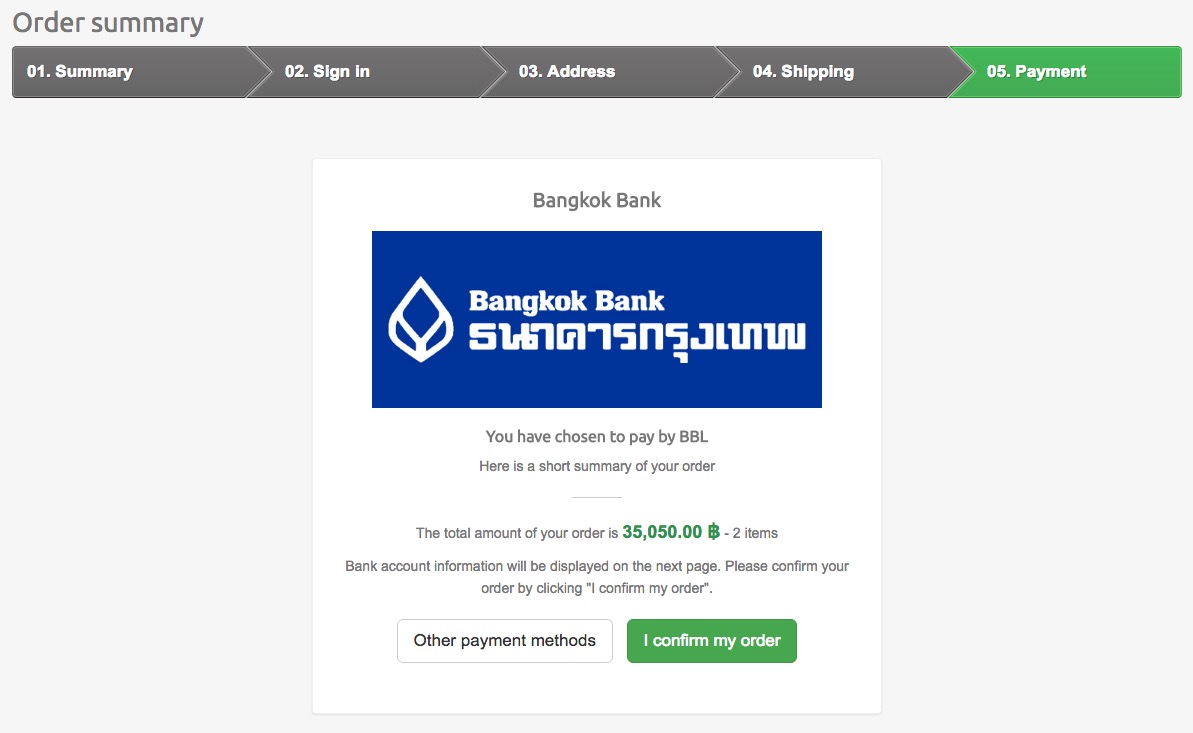 Order summary
01. Summary
02. Sign in
03. Address
04. Shipping
05. Payment
Bangkok Bank
Bangkok Bank
ธนาคารกรุงเทพ
You have chosen to pay by BBL
Here is a short summary of your order
The total amount of your order is 35,050.00 ฿ - 2 items
Bank account information will be displayed on the next page. Please confirm your
order by clicking "I confirm my order".
Other payment methods
I confirm my order